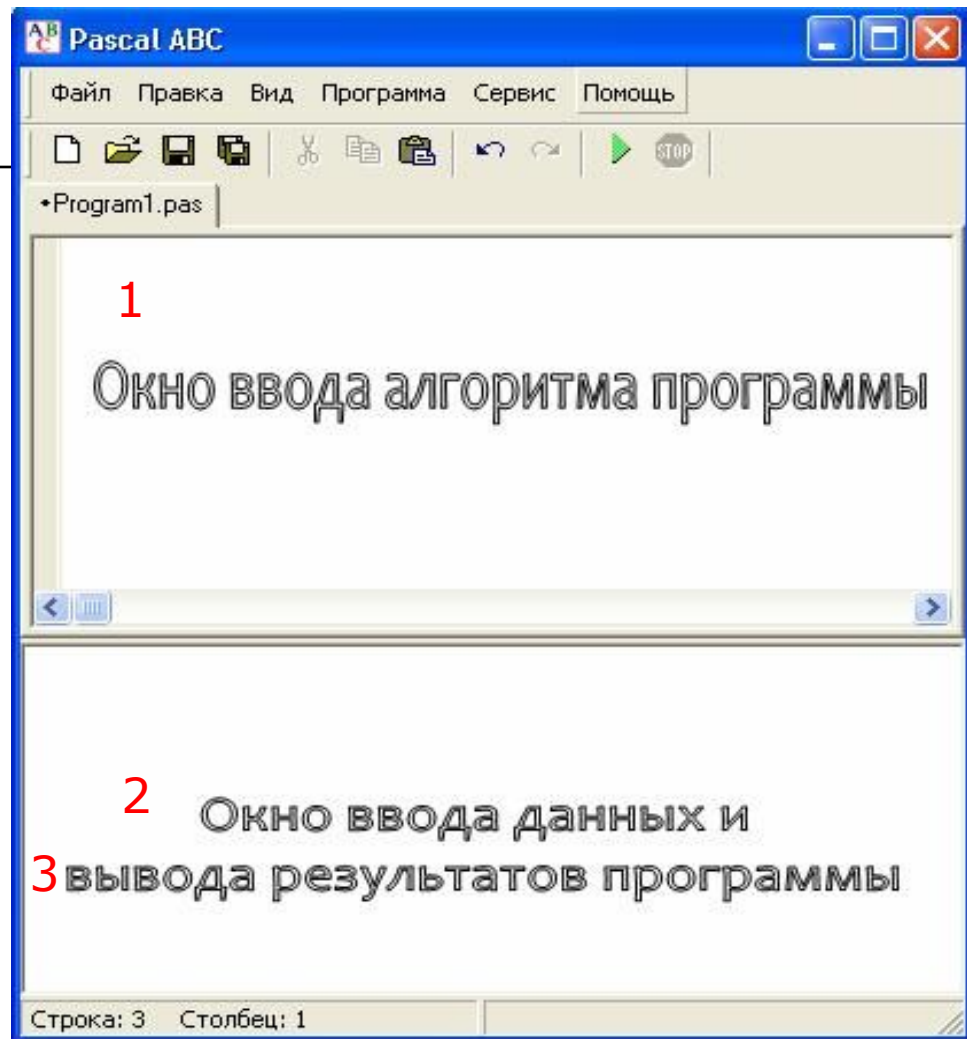 Pascal ABC
Файл Правка Вид Программа Сервис Помощь
STOP
•Program1.pas
1
Окно ввода алгоритма программы
2 Окно ввода данных и
3 вывода результатов программы
Строка: 3 Столбец: 1